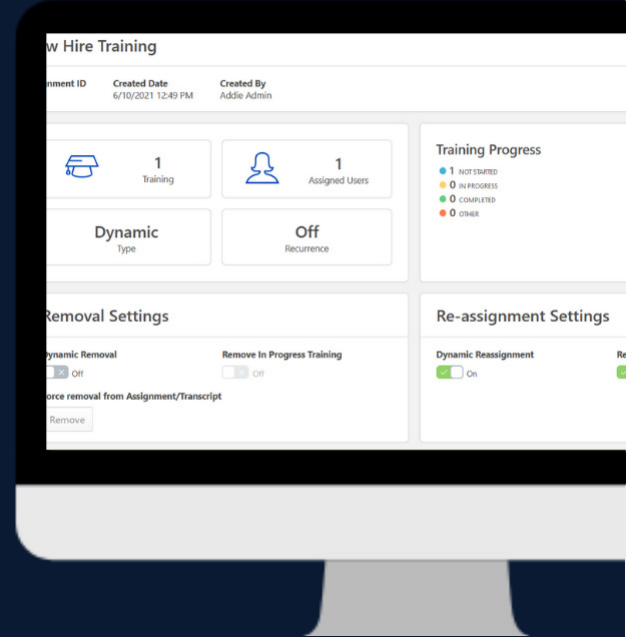 w Hire Training
nment ID Created Date Created By
6/10/2021 12:49 PM Addie Admin
1
Training
1
Assigned Users
Dynamic
Type
Off
Recurrence
Training Progress
1 NOT STARTED
0 IN PROGRESS
0 COMPLETED
0 OTHER
Removal Settings
Dynamic Removal Remove In Progress Training
Off Off
orce removal from Assignment/Transcript
Remove
Re-assignment Settings
Dynamic Reassignment Re
On